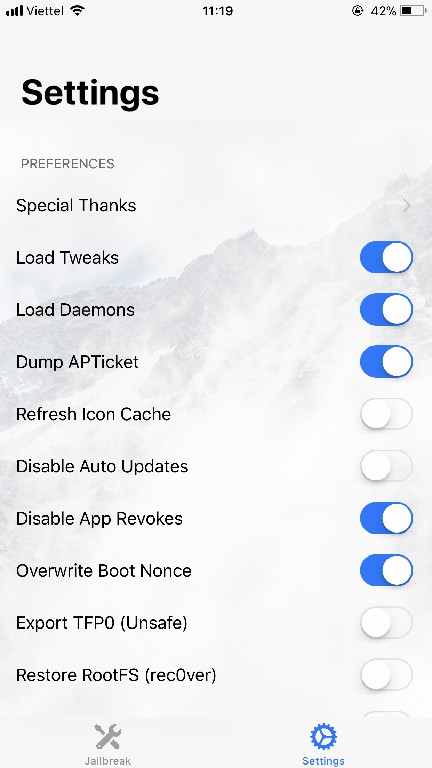 Viettel 11:19 42%
Settings
PREFERENCES
Special Thanks
Load Tweaks
Load Daemons
Dump APTicket
Refresh Icon Cache
Disable Auto Updates
Disable App Revokes
Overwrite Boot Nonce
Export TFP0 (Unsafe)
Restore RootFS (rec0ver)
Jailbreak Settings